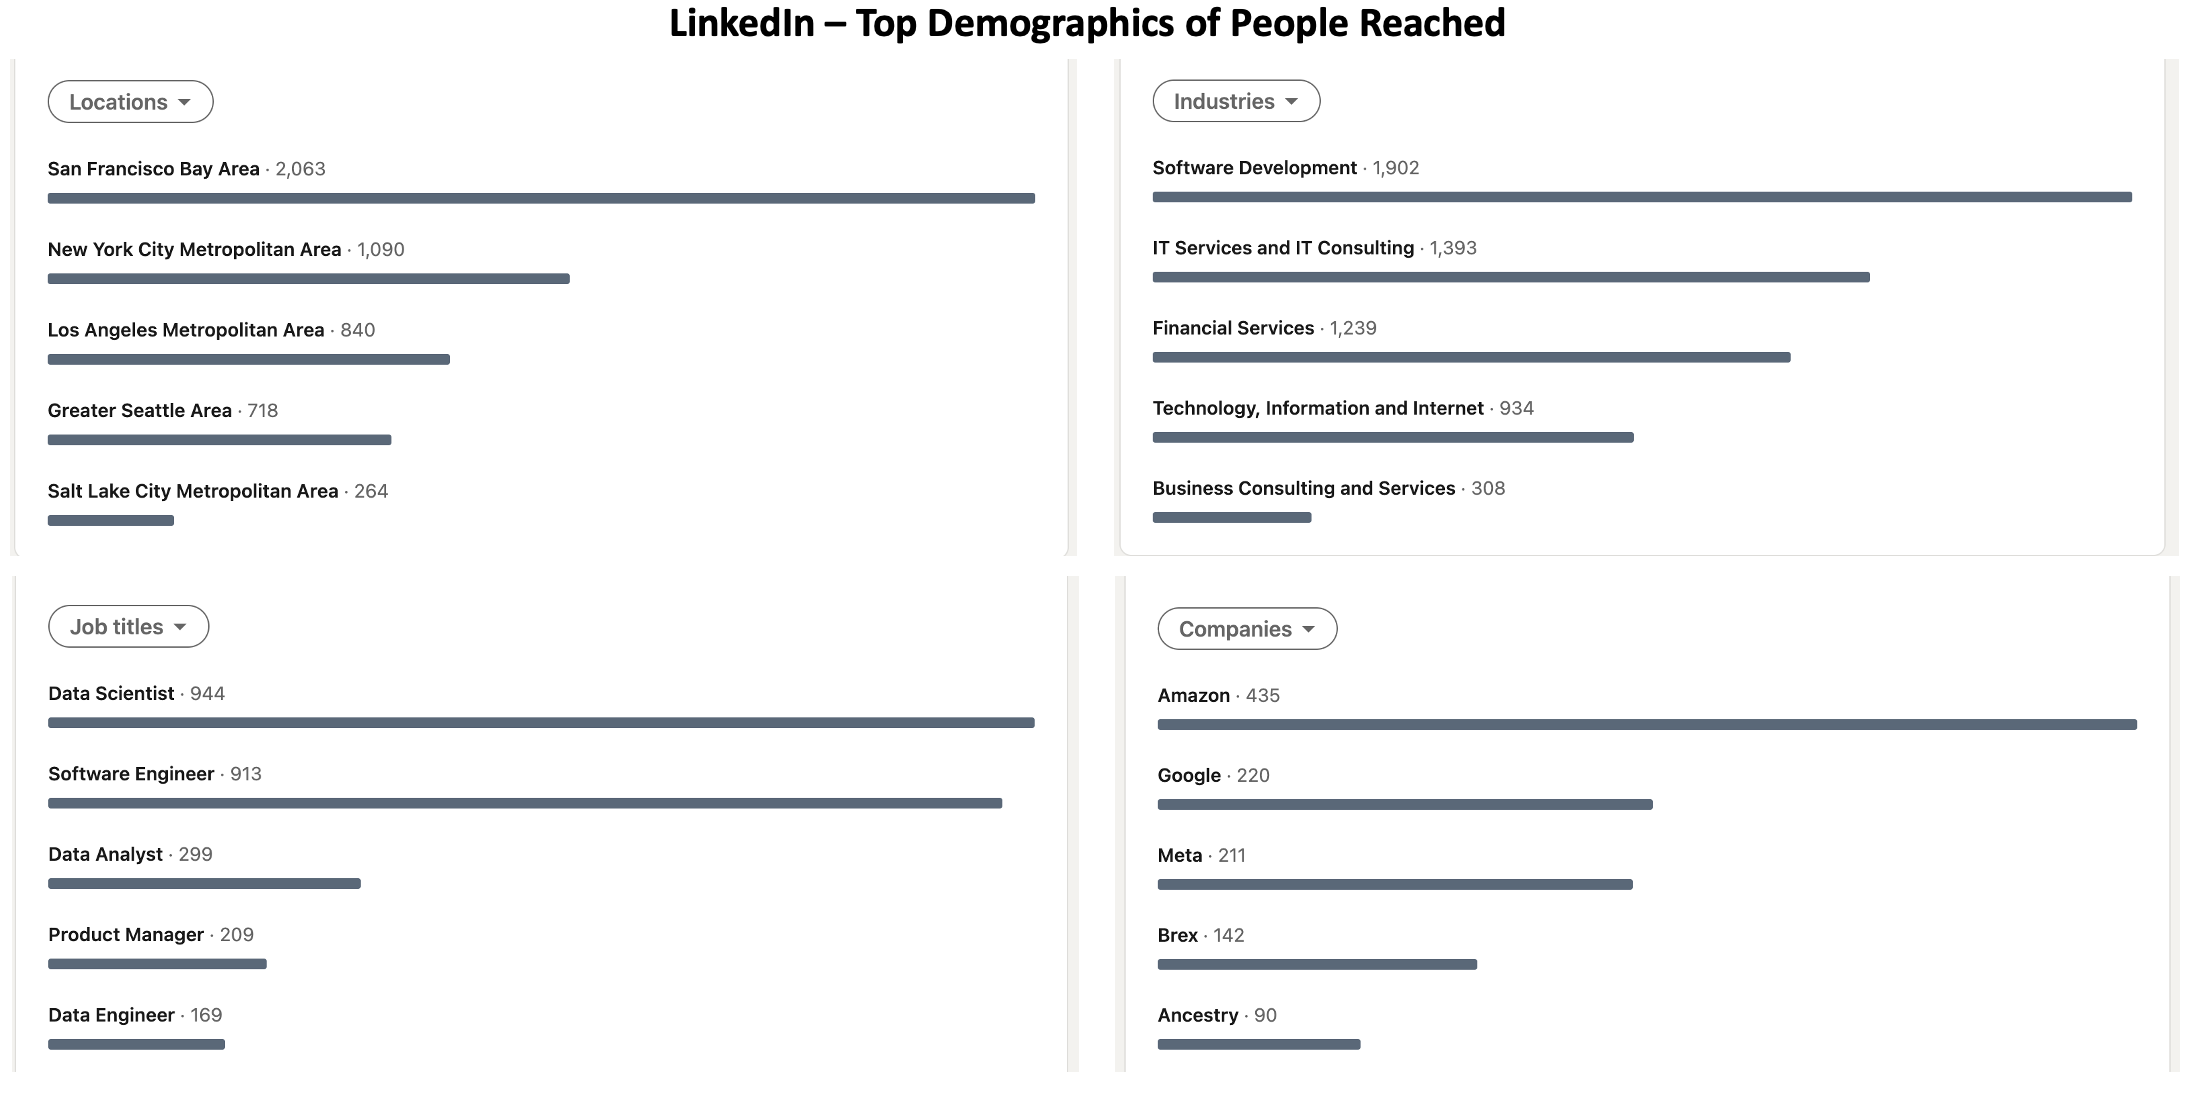 LinkedIn – Top Demographics of People Reached
Locations
San Francisco Bay Area · 2,063
New York City Metropolitan Area · 1,090
Los Angeles Metropolitan Area · 840
Greater Seattle Area · 718
Salt Lake City Metropolitan Area · 264
Industries
Software Development · 1,902
IT Services and IT Consulting · 1,393
Financial Services · 1,239
Technology, Information and Internet · 934
Business Consulting and Services · 308
Job titles
Data Scientist · 944
Software Engineer · 913
Data Analyst · 299
Product Manager · 209
Data Engineer · 169
Companies
Amazon · 435
Google · 220
Meta · 211
Brex · 142
Ancestry · 90